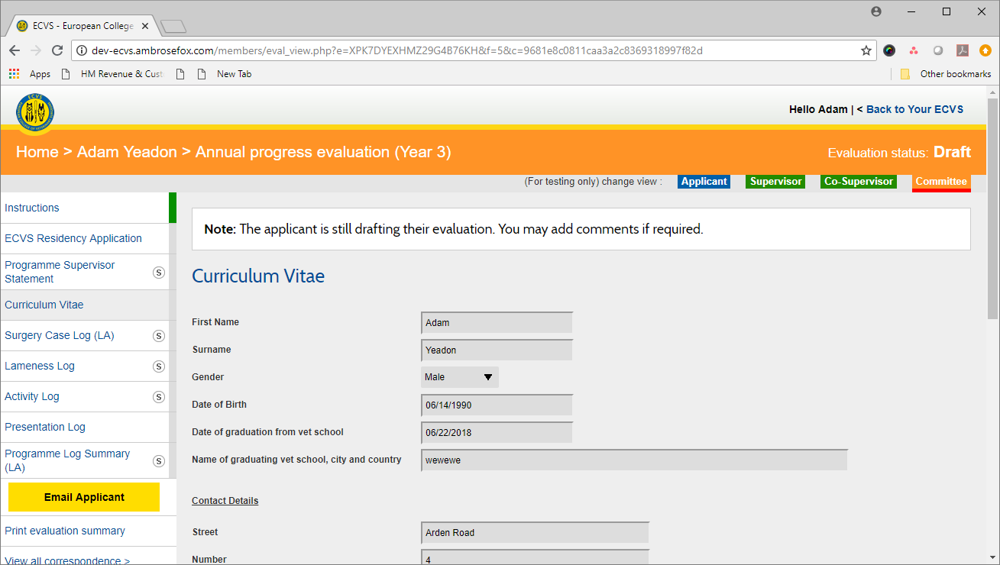 ECVS - European College
dev-ecvs.ambrosefox.com/members/eval_view.php?e=XPK7DYEXHMZ29G4B76KH&f=5&c=9681e8c0811caa3a2c8369318997f82d
Apps HM Revenue & Cust New Tab Other bookmarks
ECVS
Hello Adam | < Back to Your ECVS
Home > Adam Yeadon > Annual progress evaluation (Year 3) Evaluation status: Draft
(For testing only) change view : Applicant Supervisor Co-Supervisor Committee
Instructions
ECVS Residency Application
Programme Supervisor
Statement S
Curriculum Vitae
Surgery Case Log (LA) S
Lameness Log S
Activity Log S
Presentation Log
Programme Log Summary
(LA) S
Email Applicant
Print evaluation summary
View all correspondence >
Note: The applicant is still drafting their evaluation. You may add comments if required.
Curriculum Vitae
First Name Adam
Surname Yeadon
Gender Male
Date of Birth 06/14/1990
Date of graduation from vet school 06/22/2018
Name of graduating vet school, city and country wewewe
Contact Details
Street Arden Road
Number 4